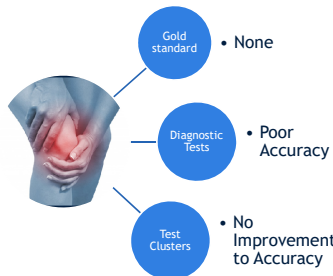 Gold
standard
• None
Diagnostic
Tests
• Poor
Accuracy
Test
Clusters
• No
Improvement
to Accuracy